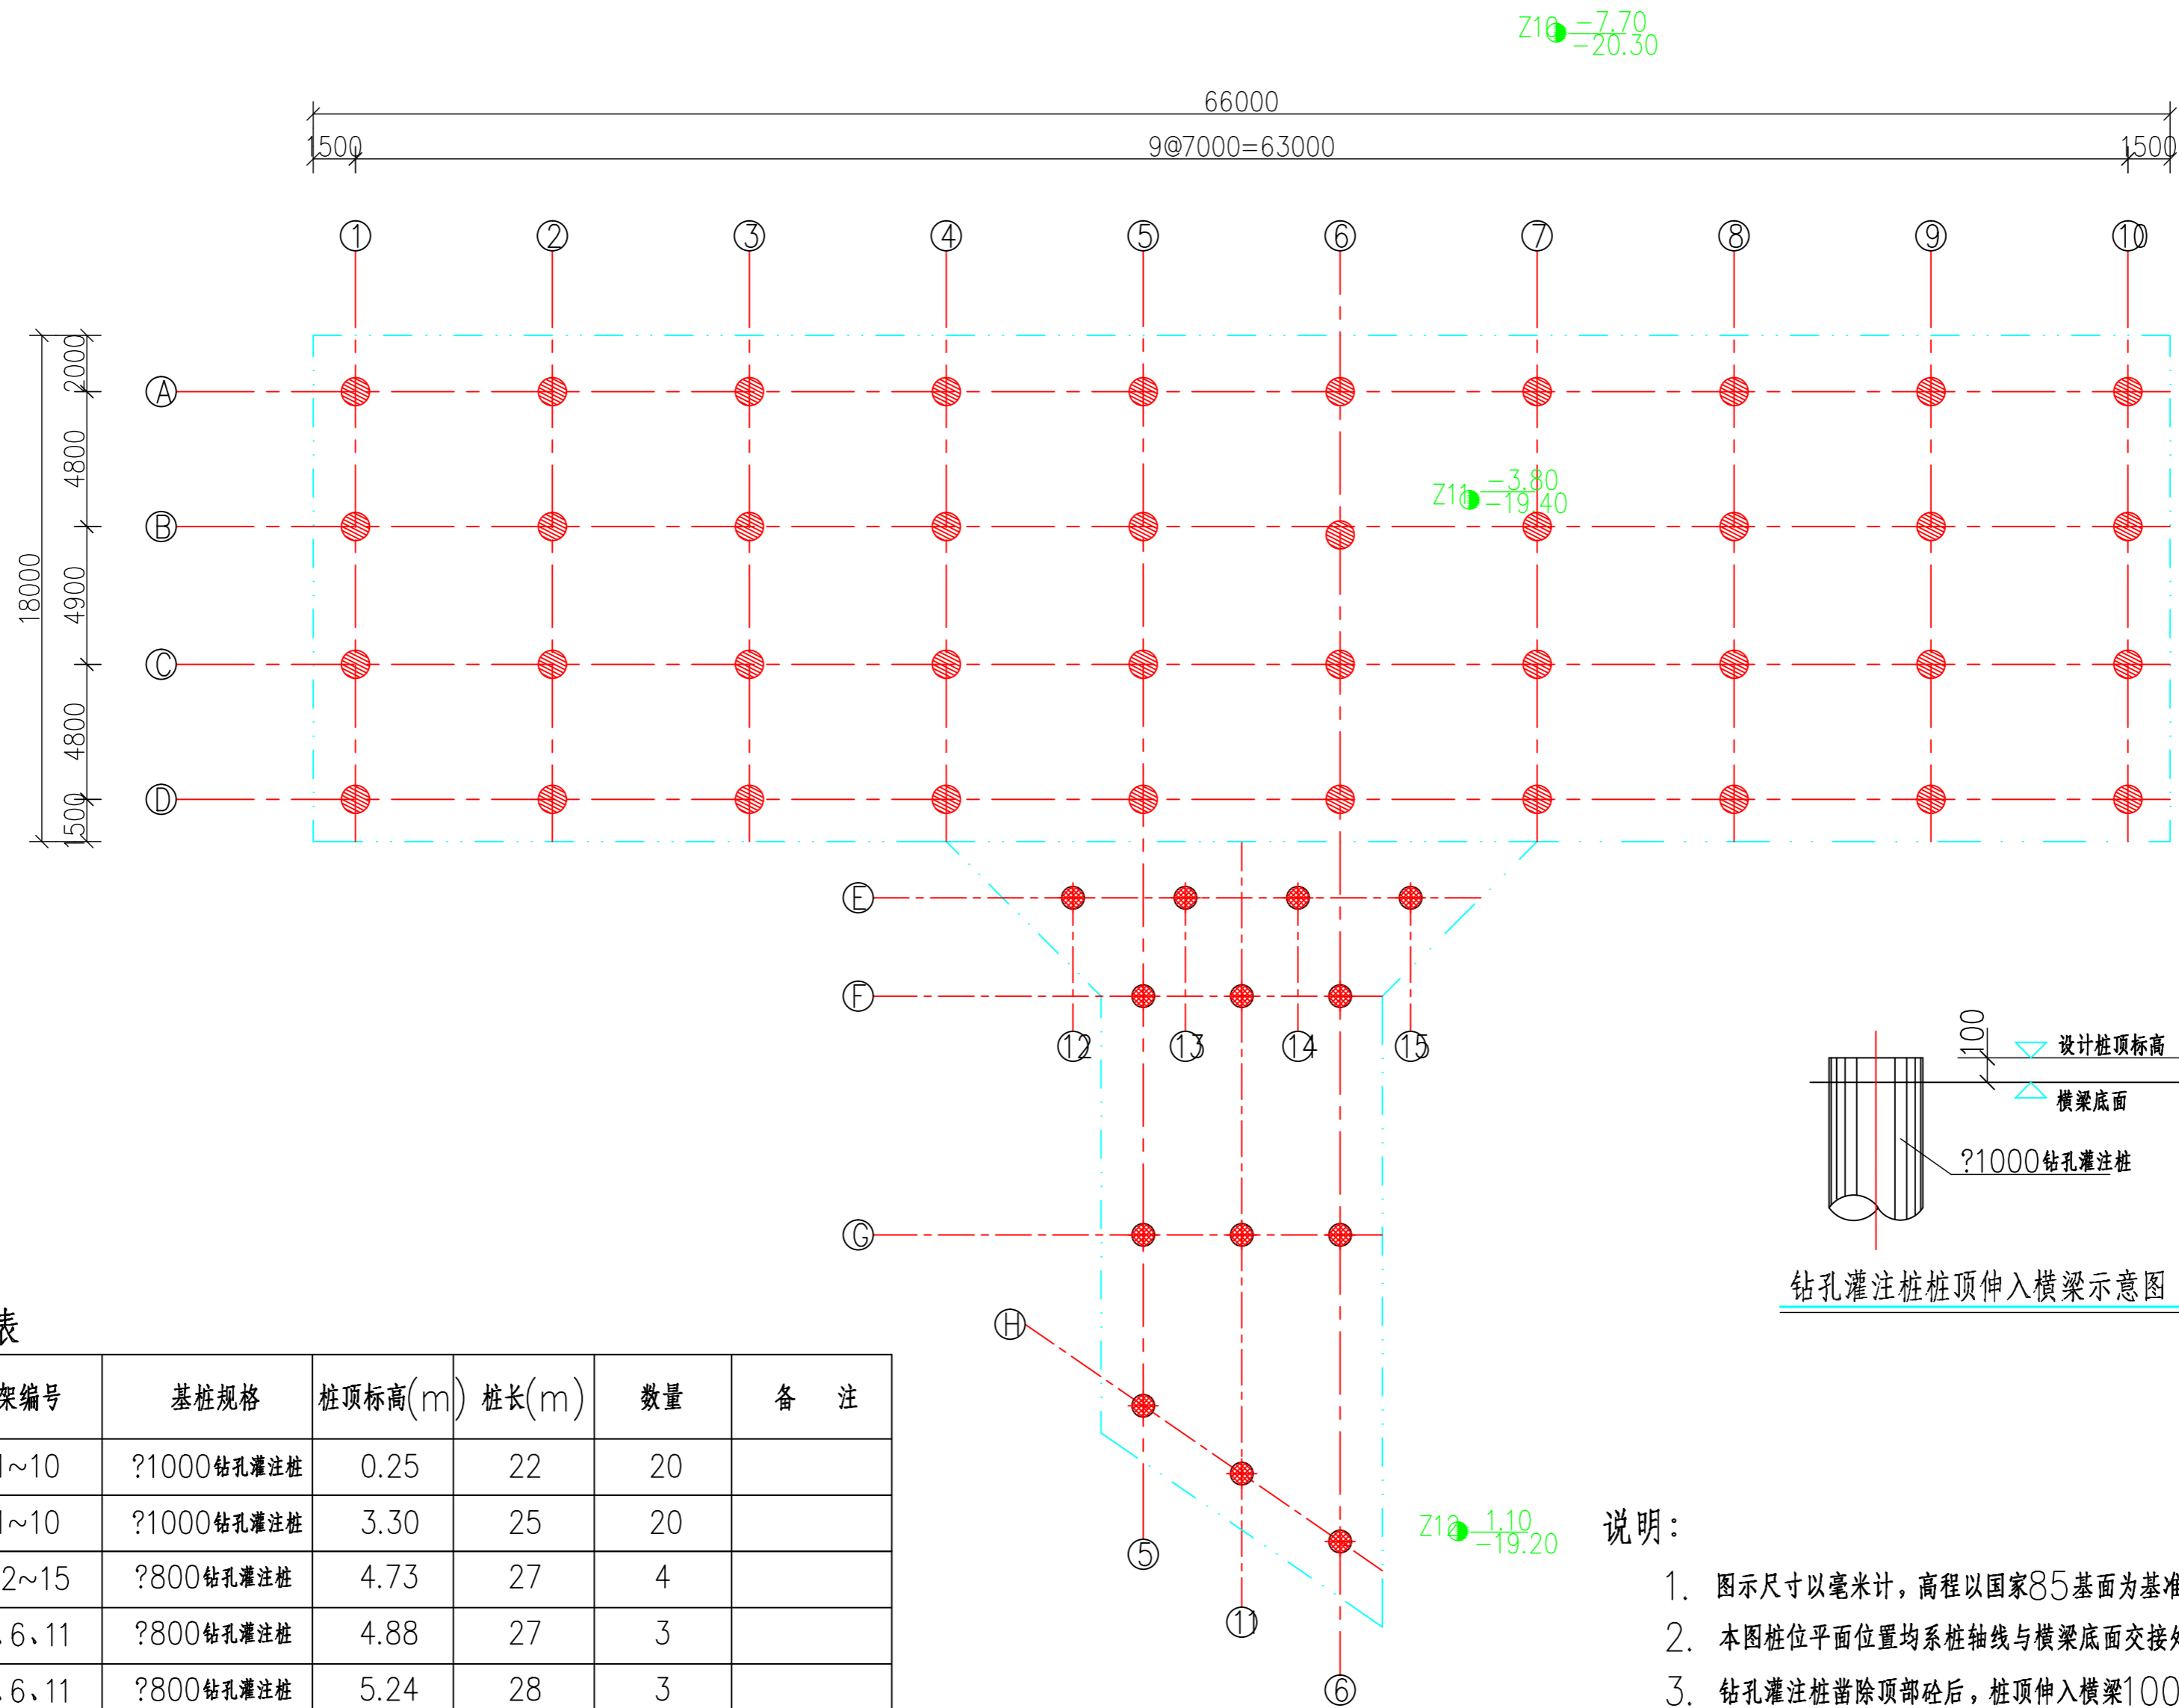 Z10 -7.70
-20.30
66000
1500 9@7000=63000 1500
1 2 3 4 5 6 7 8 9 10
2000
A
4800
Z11 -3.80
-19.40
B
18000
4900
C
4800
D
1500
E
F
12 13 14 15
100
设计桩顶标高
横梁底面
?1000钻孔灌注桩
G
钻孔灌注桩桩顶伸入横梁示意图
H
表
架编号 基桩规格 桩顶标高(m) 桩长(m) 数量 备 注
1~10 ?1000钻孔灌注桩 0.25 22 20
1~10 ?1000钻孔灌注桩 3.30 25 20
2~15 ?800钻孔灌注桩 4.73 27 4
、6、11 ?800钻孔灌注桩 4.88 27 3
、6、11 ?800钻孔灌注桩 5.24 28 3
Z12 1.10
-19.20
5
11
6
说明：
1. 图示尺寸以毫米计，高程以国家85基面为基准
2. 本图桩位平面位置均系桩轴线与横梁底面交接处
3. 钻孔灌注桩凿除顶部砼后，桩顶伸入横梁100